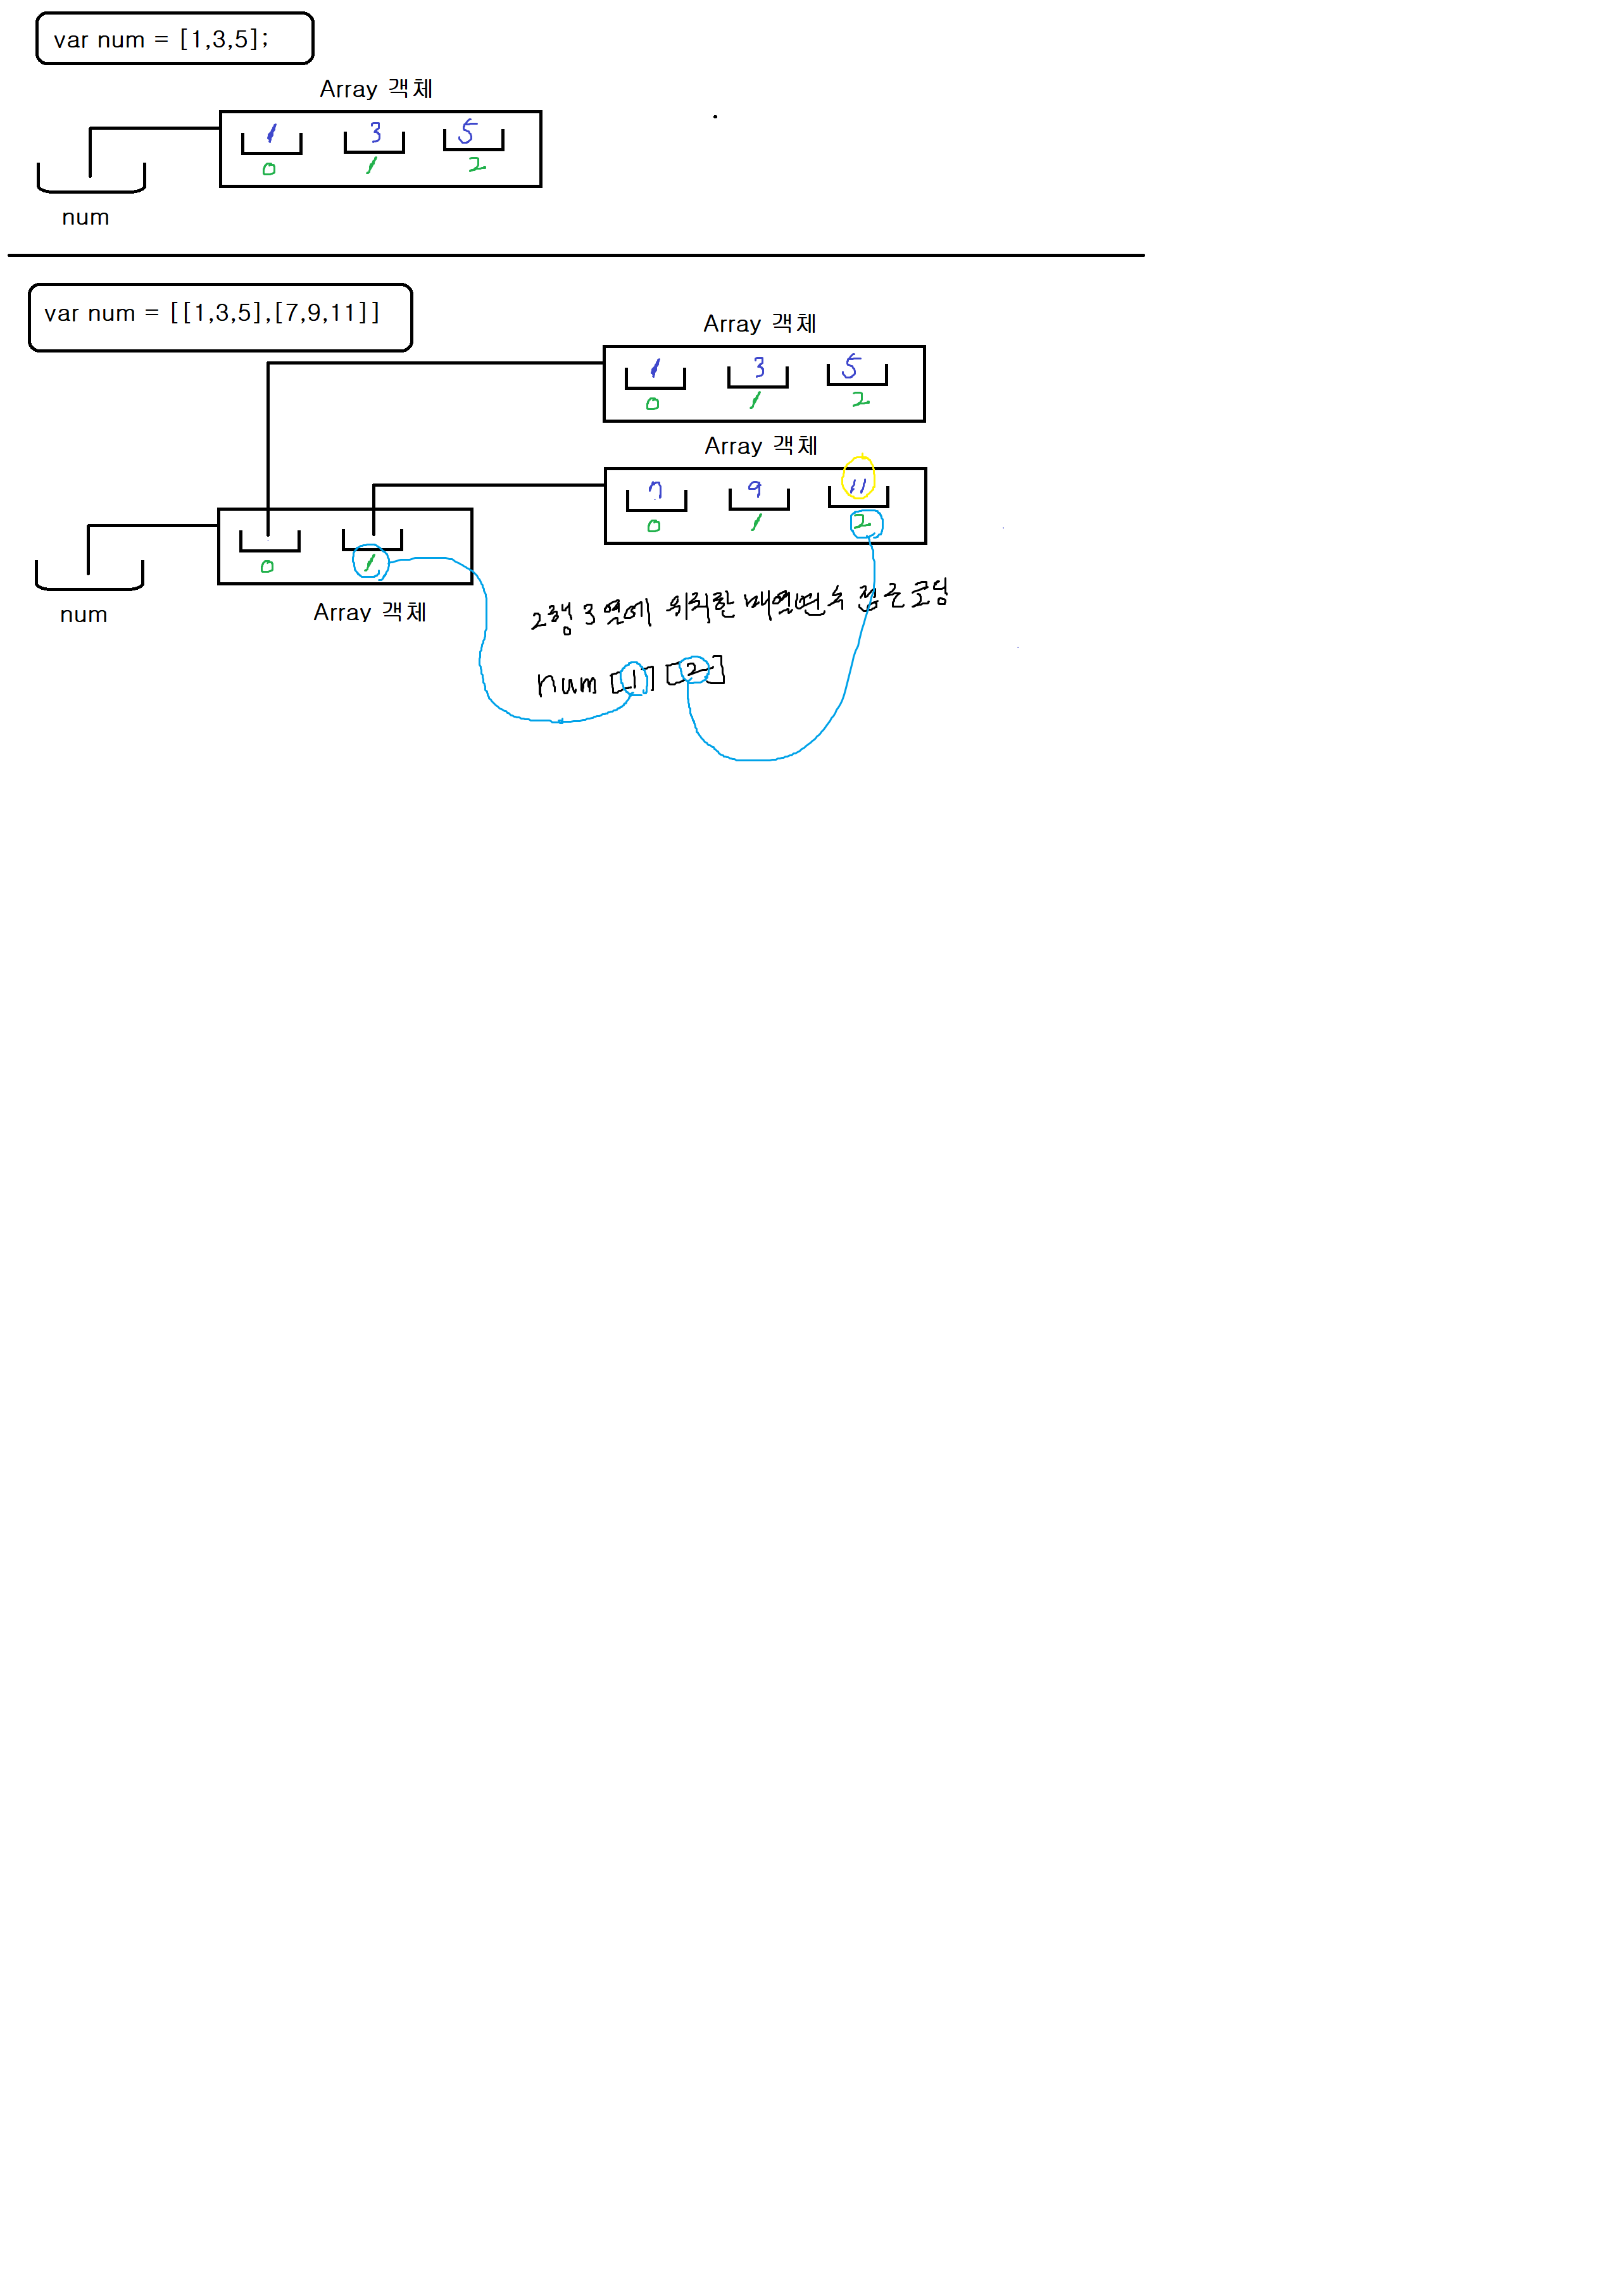 var num = [1,3,5];
Array 객체
1 3 5
0 1 2
num
var num = [[1,3,5],[7,9,11]]
Array 객체
1 3 5
0 1 2
Array 객체
7 9 11
0 1 2
0 1
num
Array 객체
2행 3열에 위치한 배열변수 접근코딩
num [1] [2]